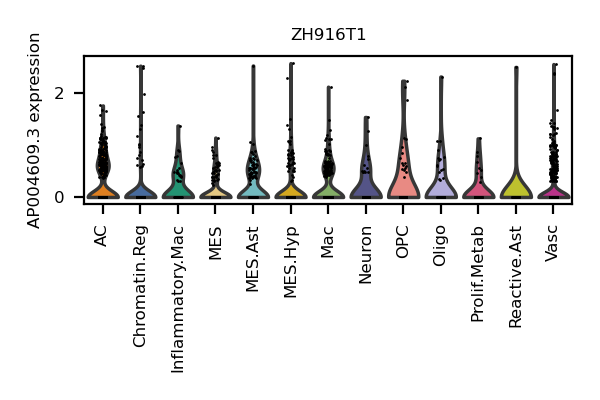 ZH916T1
AP004609.3 expression
2
0
AC
Chromatin.Reg
Inflammatory.Mac
MES
MES.Ast
MES.Hyp
Mac
Neuron
OPC
Oligo
Prolif.Metab
Reactive.Ast
Vasc